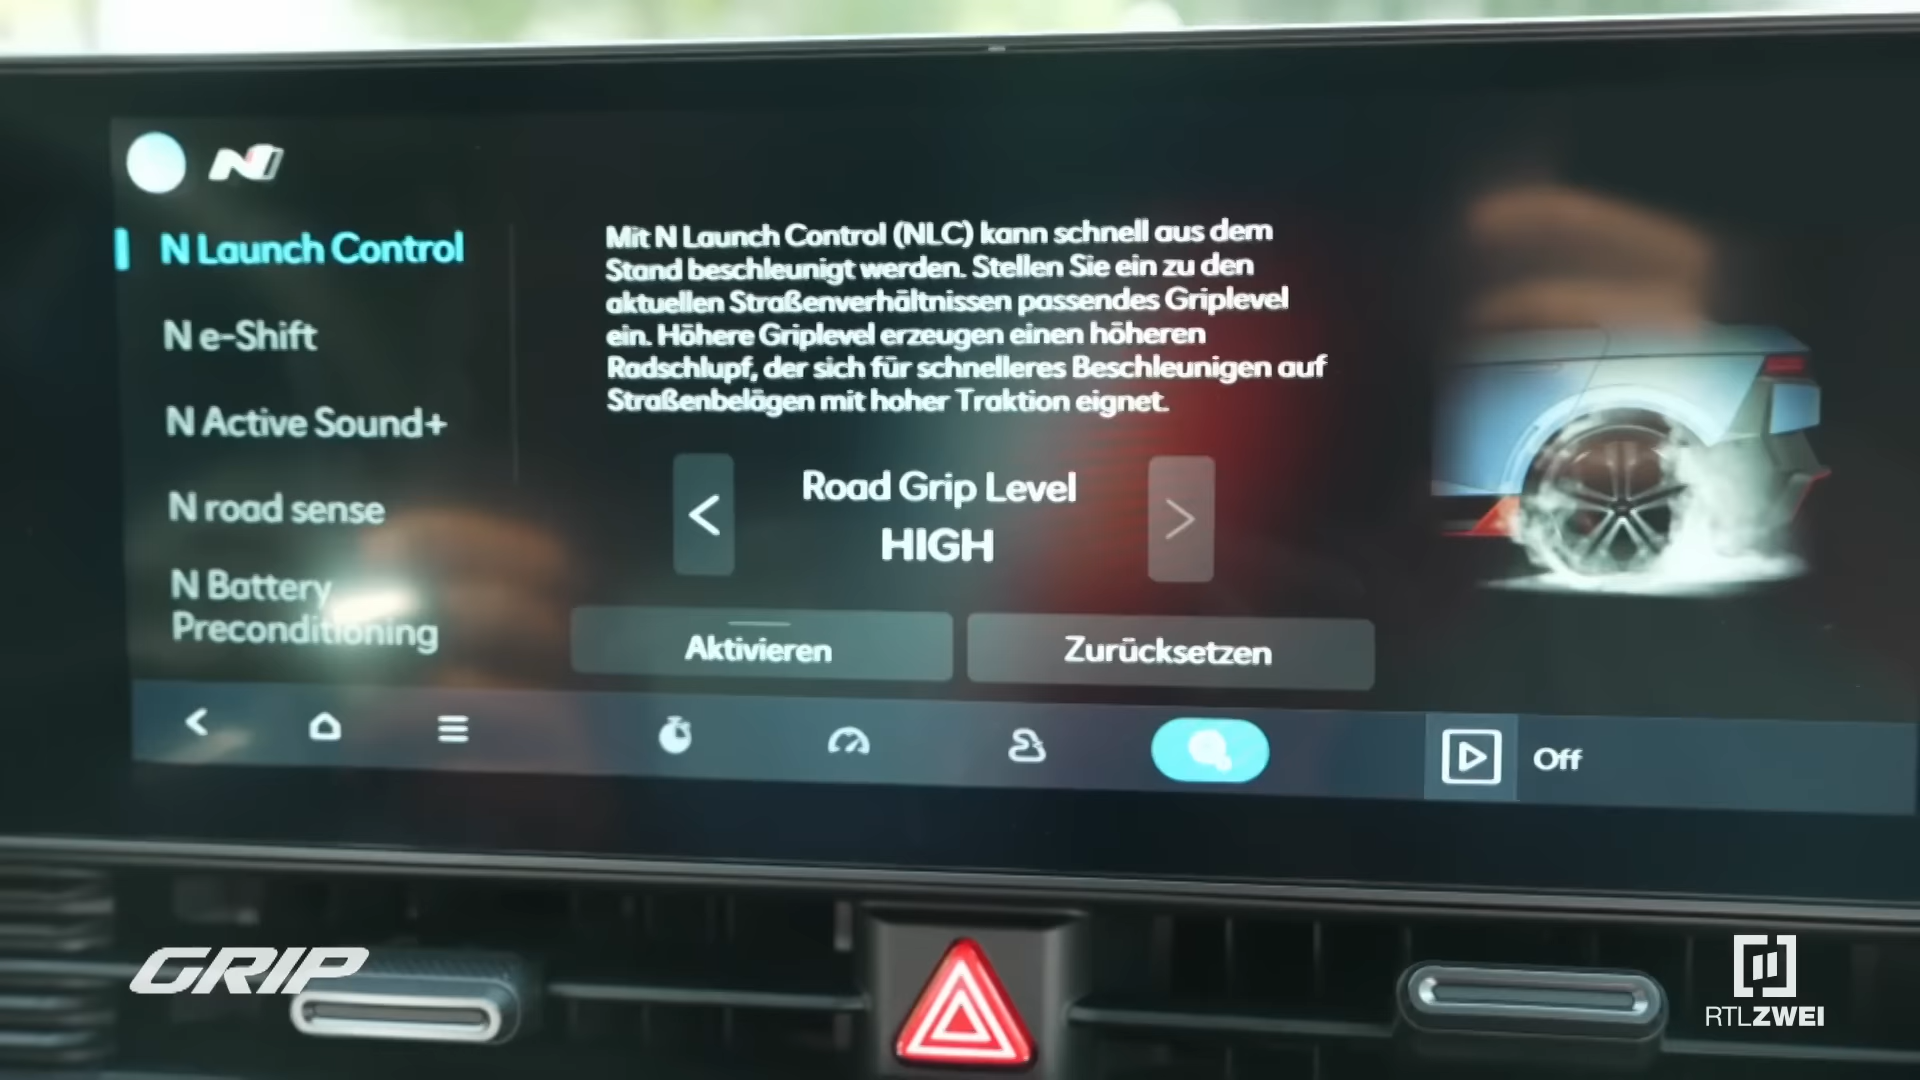 N
N Launch Control
N e-Shift
N Active Sound+
N road sense
N Battery
Preconditioning
Mit N Launch Control (NLC) kann schnell aus dem
Stand beschleunigt werden. Stellen Sie ein zu den
aktuellen Straßenverhältnissen passendes Griplevel
ein. Höhere Griplevel erzeugen einen höheren
Radschlupf, der sich für schnelleres Beschleunigen auf
Straßenbelägen mit hoher Traktion eignet.
Road Grip Level
HIGH
Aktivieren
Zurücksetzen
Off
GRIP
RTLZWEI